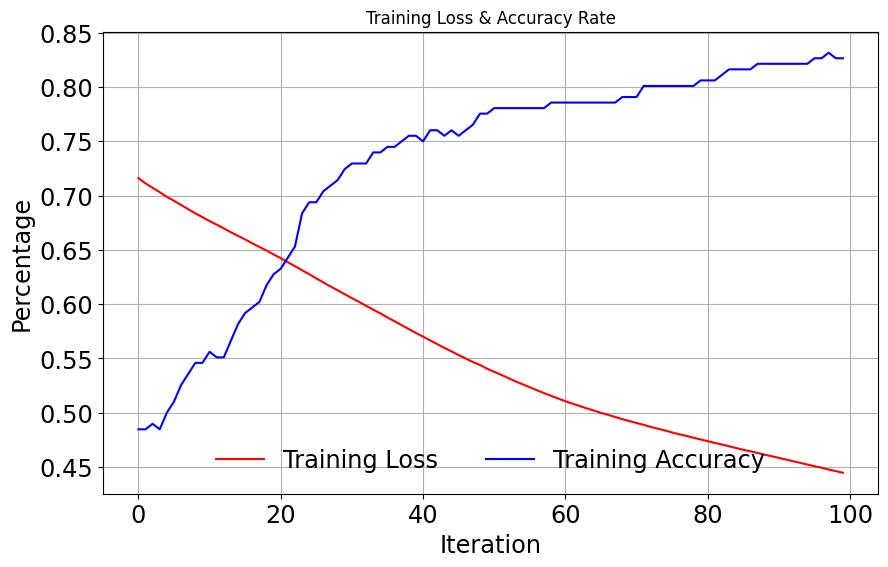 Training Loss & Accuracy Rate
0.85
0.80
0.75
0.70
0.65
0.60
0.55
0.50
0.45
Percentage
Training Loss Training Accuracy
0 20 40 60 80 100
Iteration